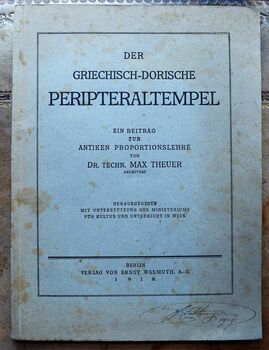 DER
GRIECHISCH-DORISCHE
PERIPTERALTEMPEL
EIN BEITRAG
ZUR
ANTIKEN PROPORTIONSLEHRE
VON
DR. TECHN. MAX THEUER
ARCHITEKT
HERAUSGEGEBEN
MIT UNTERSTÜTZUNG DES MINISTERIUMS
FÜR KULTUS UND UNTERRICHT IN WIEN
BERLIN
VERLAG VON ERNST WASMUTH, A.-G.
1918